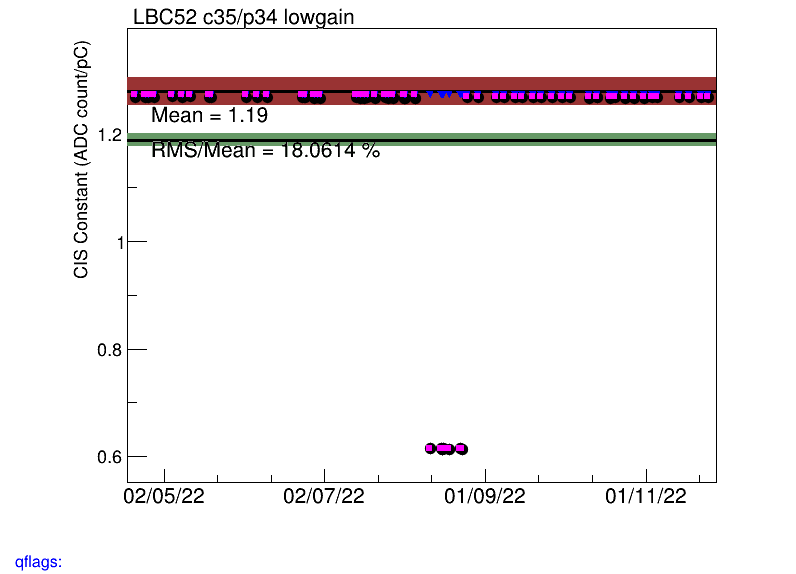 LBC52 c35/p34 lowgain
CIS Constant (ADC count/pC)
Mean = 1.19
1.2
RMS/Mean = 18.0614 %
1
0.8
0.6
02/05/22 02/07/22 01/09/22 01/11/22
qflags: